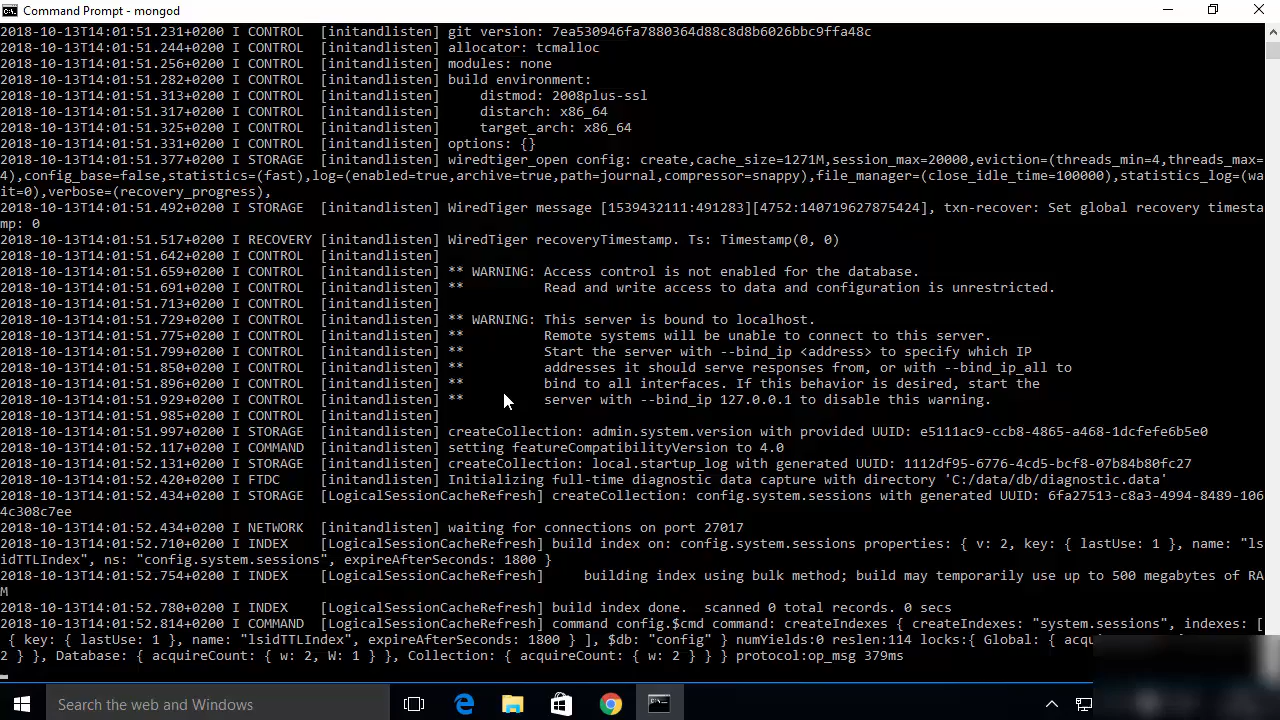 Command Prompt - mongod
2018-10-13T14:01:51.231+0200 I CONTROL  [initandlisten] git version: 7ea530946fa7880364d88c8d8b6026bbc9ffa48c
2018-10-13T14:01:51.244+0200 I CONTROL  [initandlisten] allocator: tcmalloc
2018-10-13T14:01:51.256+0200 I CONTROL  [initandlisten] modules: none
2018-10-13T14:01:51.282+0200 I CONTROL  [initandlisten] build environment:
2018-10-13T14:01:51.313+0200 I CONTROL  [initandlisten]     distmod: 2008plus-ssl
2018-10-13T14:01:51.317+0200 I CONTROL  [initandlisten]     distarch: x86_64
2018-10-13T14:01:51.325+0200 I CONTROL  [initandlisten]     target_arch: x86_64
2018-10-13T14:01:51.331+0200 I CONTROL  [initandlisten] options: {}
2018-10-13T14:01:51.377+0200 I STORAGE  [initandlisten] wiredtiger_open config: create,cache_size=1271M,session_max=20000,eviction=(threads_min=4,threads_max=
4),config_base=false,statistics=(fast),log=(enabled=true,archive=true,path=journal,compressor=snappy),file_manager=(close_idle_time=100000),statistics_log=(wa
it=0),verbose=(recovery_progress),
2018-10-13T14:01:51.492+0200 I STORAGE  [initandlisten] WiredTiger message [1539432111:491283][4752:140719627875424], txn-recover: Set global recovery timesta
mp: 0
2018-10-13T14:01:51.517+0200 I RECOVERY [initandlisten] WiredTiger recoveryTimestamp. Ts: Timestamp(0, 0)
2018-10-13T14:01:51.642+0200 I CONTROL  [initandlisten]
2018-10-13T14:01:51.659+0200 I CONTROL  [initandlisten] ** WARNING: Access control is not enabled for the database.
2018-10-13T14:01:51.691+0200 I CONTROL  [initandlisten] **          Read and write access to data and configuration is unrestricted.
2018-10-13T14:01:51.713+0200 I CONTROL  [initandlisten]
2018-10-13T14:01:51.729+0200 I CONTROL  [initandlisten] ** WARNING: This server is bound to localhost.
2018-10-13T14:01:51.775+0200 I CONTROL  [initandlisten] **          Remote systems will be unable to connect to this server.
2018-10-13T14:01:51.799+0200 I CONTROL  [initandlisten] **          Start the server with --bind_ip <address> to specify which IP
2018-10-13T14:01:51.850+0200 I CONTROL  [initandlisten] **          addresses it should serve responses from, or with --bind_ip_all to
2018-10-13T14:01:51.896+0200 I CONTROL  [initandlisten] **          bind to all interfaces. If this behavior is desired, start the
2018-10-13T14:01:51.929+0200 I CONTROL  [initandlisten] **          server with --bind_ip 127.0.0.1 to disable this warning.
2018-10-13T14:01:51.985+0200 I CONTROL  [initandlisten]
2018-10-13T14:01:51.997+0200 I STORAGE  [initandlisten] createCollection: admin.system.version with provided UUID: e5111ac9-ccb8-4865-a468-1dcfefe6b5e0
2018-10-13T14:01:52.117+0200 I COMMAND  [initandlisten] setting featureCompatibilityVersion to 4.0
2018-10-13T14:01:52.131+0200 I STORAGE  [initandlisten] createCollection: local.startup_log with generated UUID: 1112df95-6776-4cd5-bcf8-07b84b80fc27
2018-10-13T14:01:52.420+0200 I FTDC     [initandlisten] Initializing full-time diagnostic data capture with directory 'C:/data/db/diagnostic.data'
2018-10-13T14:01:52.434+0200 I STORAGE  [LogicalSessionCacheRefresh] createCollection: config.system.sessions with generated UUID: 6fa27513-c8a3-4994-8489-106
4c308c7ee
2018-10-13T14:01:52.434+0200 I NETWORK  [initandlisten] waiting for connections on port 27017
2018-10-13T14:01:52.710+0200 I INDEX    [LogicalSessionCacheRefresh] build index on: config.system.sessions properties: { v: 2, key: { lastUse: 1 }, name: "ls
idTTLIndex", ns: "config.system.sessions", expireAfterSeconds: 1800 }
2018-10-13T14:01:52.754+0200 I INDEX    [LogicalSessionCacheRefresh]     building index using bulk method; build may temporarily use up to 500 megabytes of RA
M
2018-10-13T14:01:52.780+0200 I INDEX    [LogicalSessionCacheRefresh] build index done.  scanned 0 total records. 0 secs
2018-10-13T14:01:52.814+0200 I COMMAND  [LogicalSessionCacheRefresh] command config.$cmd command: createIndexes { createIndexes: "system.sessions", indexes: [
 { key: { lastUse: 1 }, name: "lsidTTLIndex", expireAfterSeconds: 1800 } ], $db: "config" } numYields:0 reslen:114 locks:{ Global: {
2 } }, Database: { acquireCount: { w: 2, W: 1 } }, Collection: { acquireCount: { w: 2 } } } protocol:op_msg 379ms
Search the web and Windows